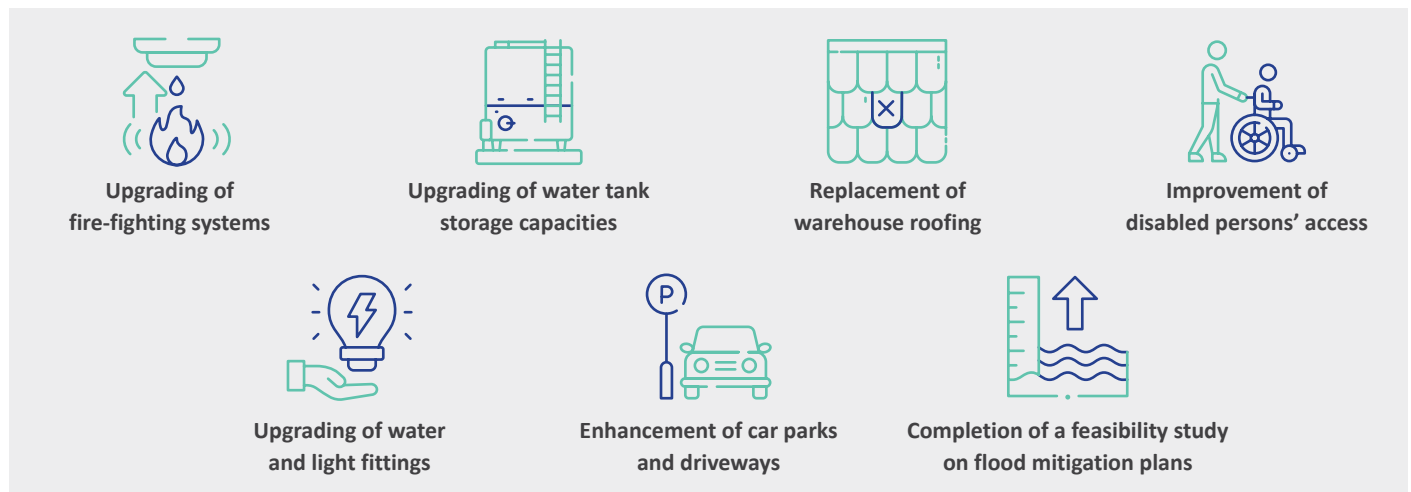 Upgrading of
fire-fighting systems
Upgrading of water tank
storage capacities
Replacement of
warehouse roofing
Improvement of
disabled persons’ access
P
Upgrading of water
and light fittings
Enhancement of car parks
and driveways
Completion of a feasibility study
on flood mitigation plans